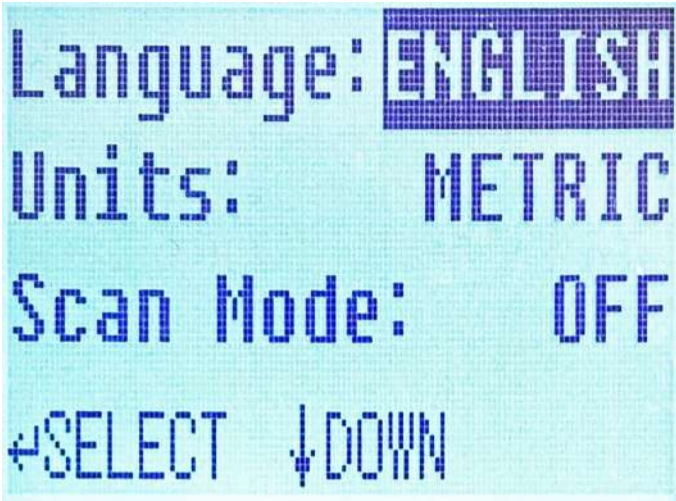 Language: ENGLISH
Units: METRIC
Scan Mode: OFF
↵SELECT ↓DOWN